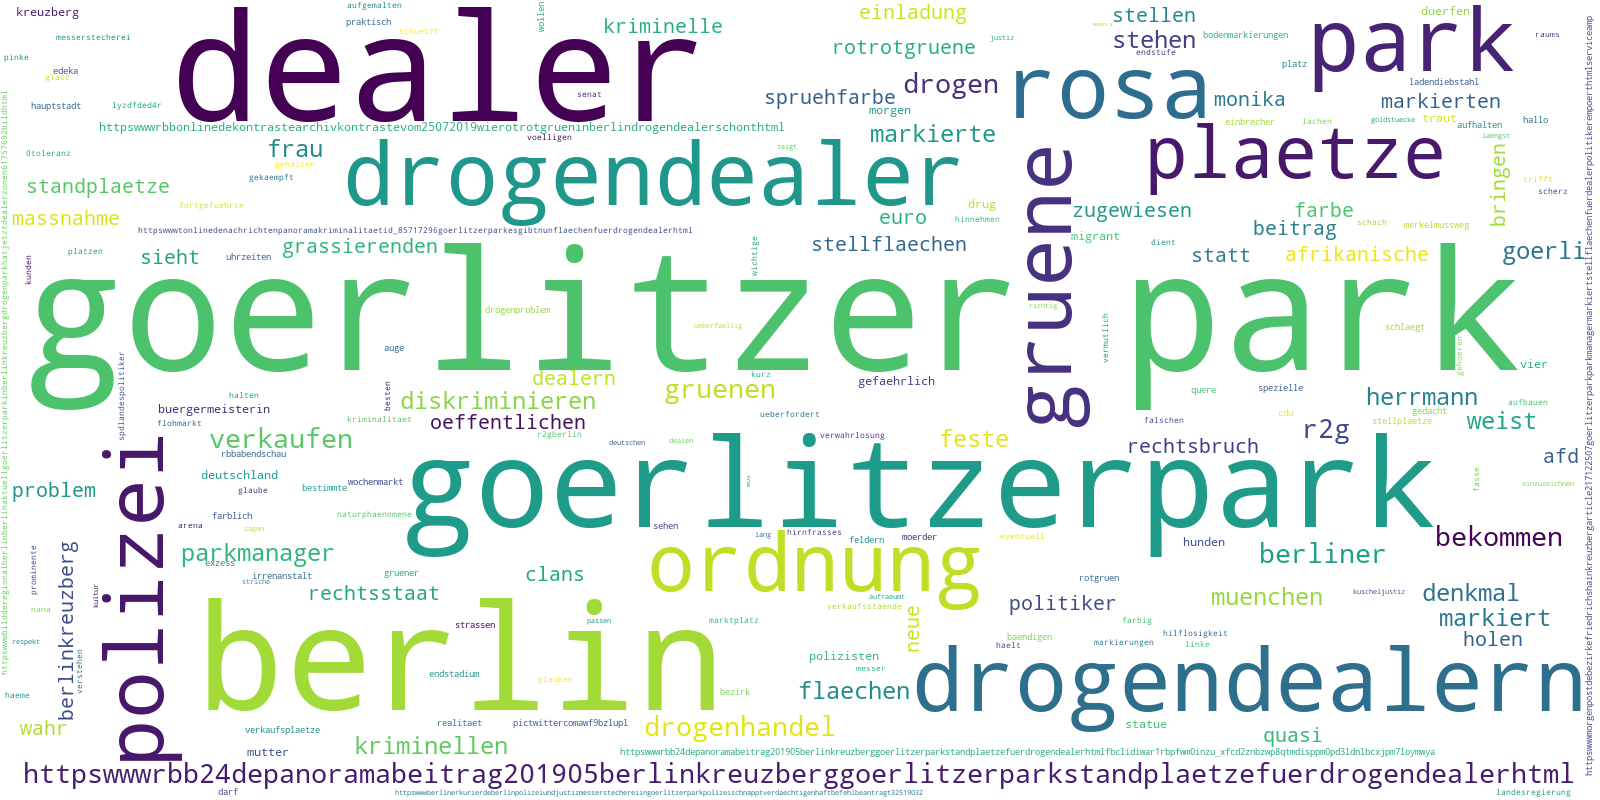 kreuzberg
aufgemalten
praktisch
schuetzt
wollen
messerstecherei
pinke
glatt
edeka
hauptstadt
lyzdfded4r
dealer
senat
kriminelle
einladung
rotrotgruene
justiz
drogen
spruehfarbe
morgen
ewers
stellen
stehen
endstufe
bodenmarkierungen
duerfen
raums
platz
park
rosa
monika
ladendiebstahl
markierten
httpswwwrbbonlinedekontrastearchivkontrastevom25072019wierotrotgrueninberlindrogendealerschonthtml
voelligen
markierte
einbrecher
lachen
goldstuecke
traut
aufhalten
hallo
laengst
0toleranz
frau
gehalten
gekaempft
zeigt
drogendealer
gruene
plaetze
bringen
trifft
scherz
standplaetze
massnahme
fortgefuehrte
euro
drug
hinnehmen
zugewiesen
farbe
schach
merkelmussweg
migrant
dient
beitrag
httpswwwtonlinedenachrichtenpanoramakriminalitaetid_85717296goerlitzerparkesgibtnunflaechenfuerdrogendealerhtml
platzen
sieht
uhrzeiten
grassierenden
wichtige
stellflaechen
statt
afrikanische
goerli
kunden
goerlitzer park
drogenproblem
ueberfaellig
richtig
vermutlich
schlaegt
gehoeren
auge
spdlandespolitiker
dealern
kurz
gruenen
gefaehrlich
vier
halten
besten
diskriminieren
quere
spezielle
herrmann
aufbauen
buergermeisterin
flohmarkt
kriminalitaet
oeffentlichen
ueberfordert
falschen
cdu
gedacht
stellplaetze
weist
verkaufen
r2gberlin
deutschen
dealen
verwahrlosung
feste
rechtsbruch
r2g
afd
rbbabendschau
polizei
problem
deutschland
glaube
bestimmte
wochenmarkt
goerlitzerpark
fasse
einzuzeichnen
farblich
naturphaenomene
arena
sagen
sehen
lang
hirnfrasses
moerder
feldern
eventuell
hunden
bekommen
berlinkreuzberg
prominente
parkmanager
exzess
irrenanstalt
striche
gruener
clans
ordnung
rotgruen
berliner
kultur
rechtsstaat
aufraeumt
verkaufsstaende
politiker
muenchen
kuscheljustiz
denkmal
nana
berlin
strassen
passen
marktplatz
neue
farbig
markiert
respekt
verstehen
baendigen
haelt
markierungen
hilflosigkeit
linke
holen
endstadium
glauben
polizisten
messer
bezirk
flaechen
drogendealern
haeme
wahr
verkaufsplaetze
realitaet
pictwittercomawf9bzlupl
drogenhandel
statue
quasi
mutter
kriminellen
httpswwwrbb24depanoramabeitrag201905berlinkreuzberggoerlitzerparkstandplaetzefuerdrogendealerhtml
darf
landesregierung